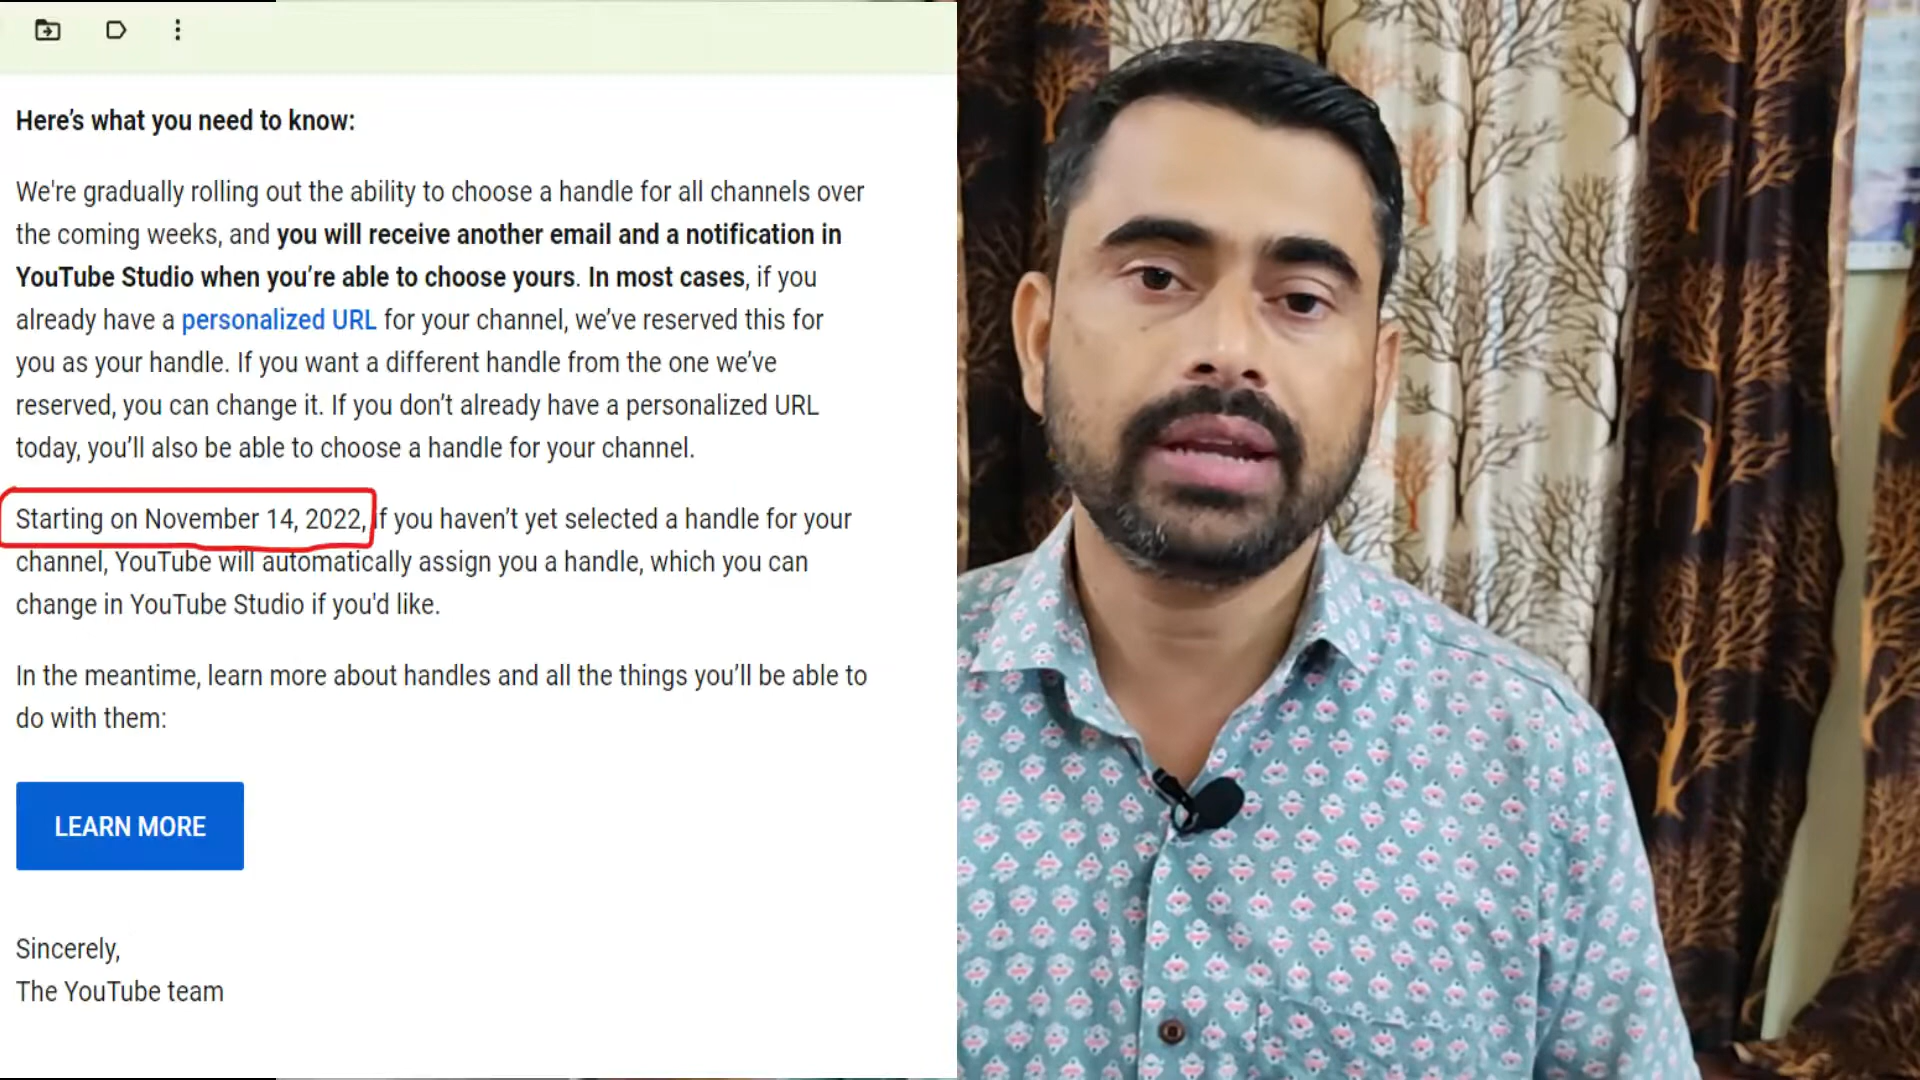 Here’s what you need to know:
We're gradually rolling out the ability to choose a handle for all channels over
the coming weeks, and you will receive another email and a notification in
YouTube Studio when you’re able to choose yours. In most cases, if you
already have a personalized URL for your channel, we’ve reserved this for
you as your handle. If you want a different handle from the one we’ve
reserved, you can change it. If you don’t already have a personalized URL
today, you’ll also be able to choose a handle for your channel.
Starting on November 14, 2022, if you haven’t yet selected a handle for your
channel, YouTube will automatically assign you a handle, which you can
change in YouTube Studio if you'd like.
In the meantime, learn more about handles and all the things you’ll be able to
do with them:
LEARN MORE
Sincerely,
The YouTube team